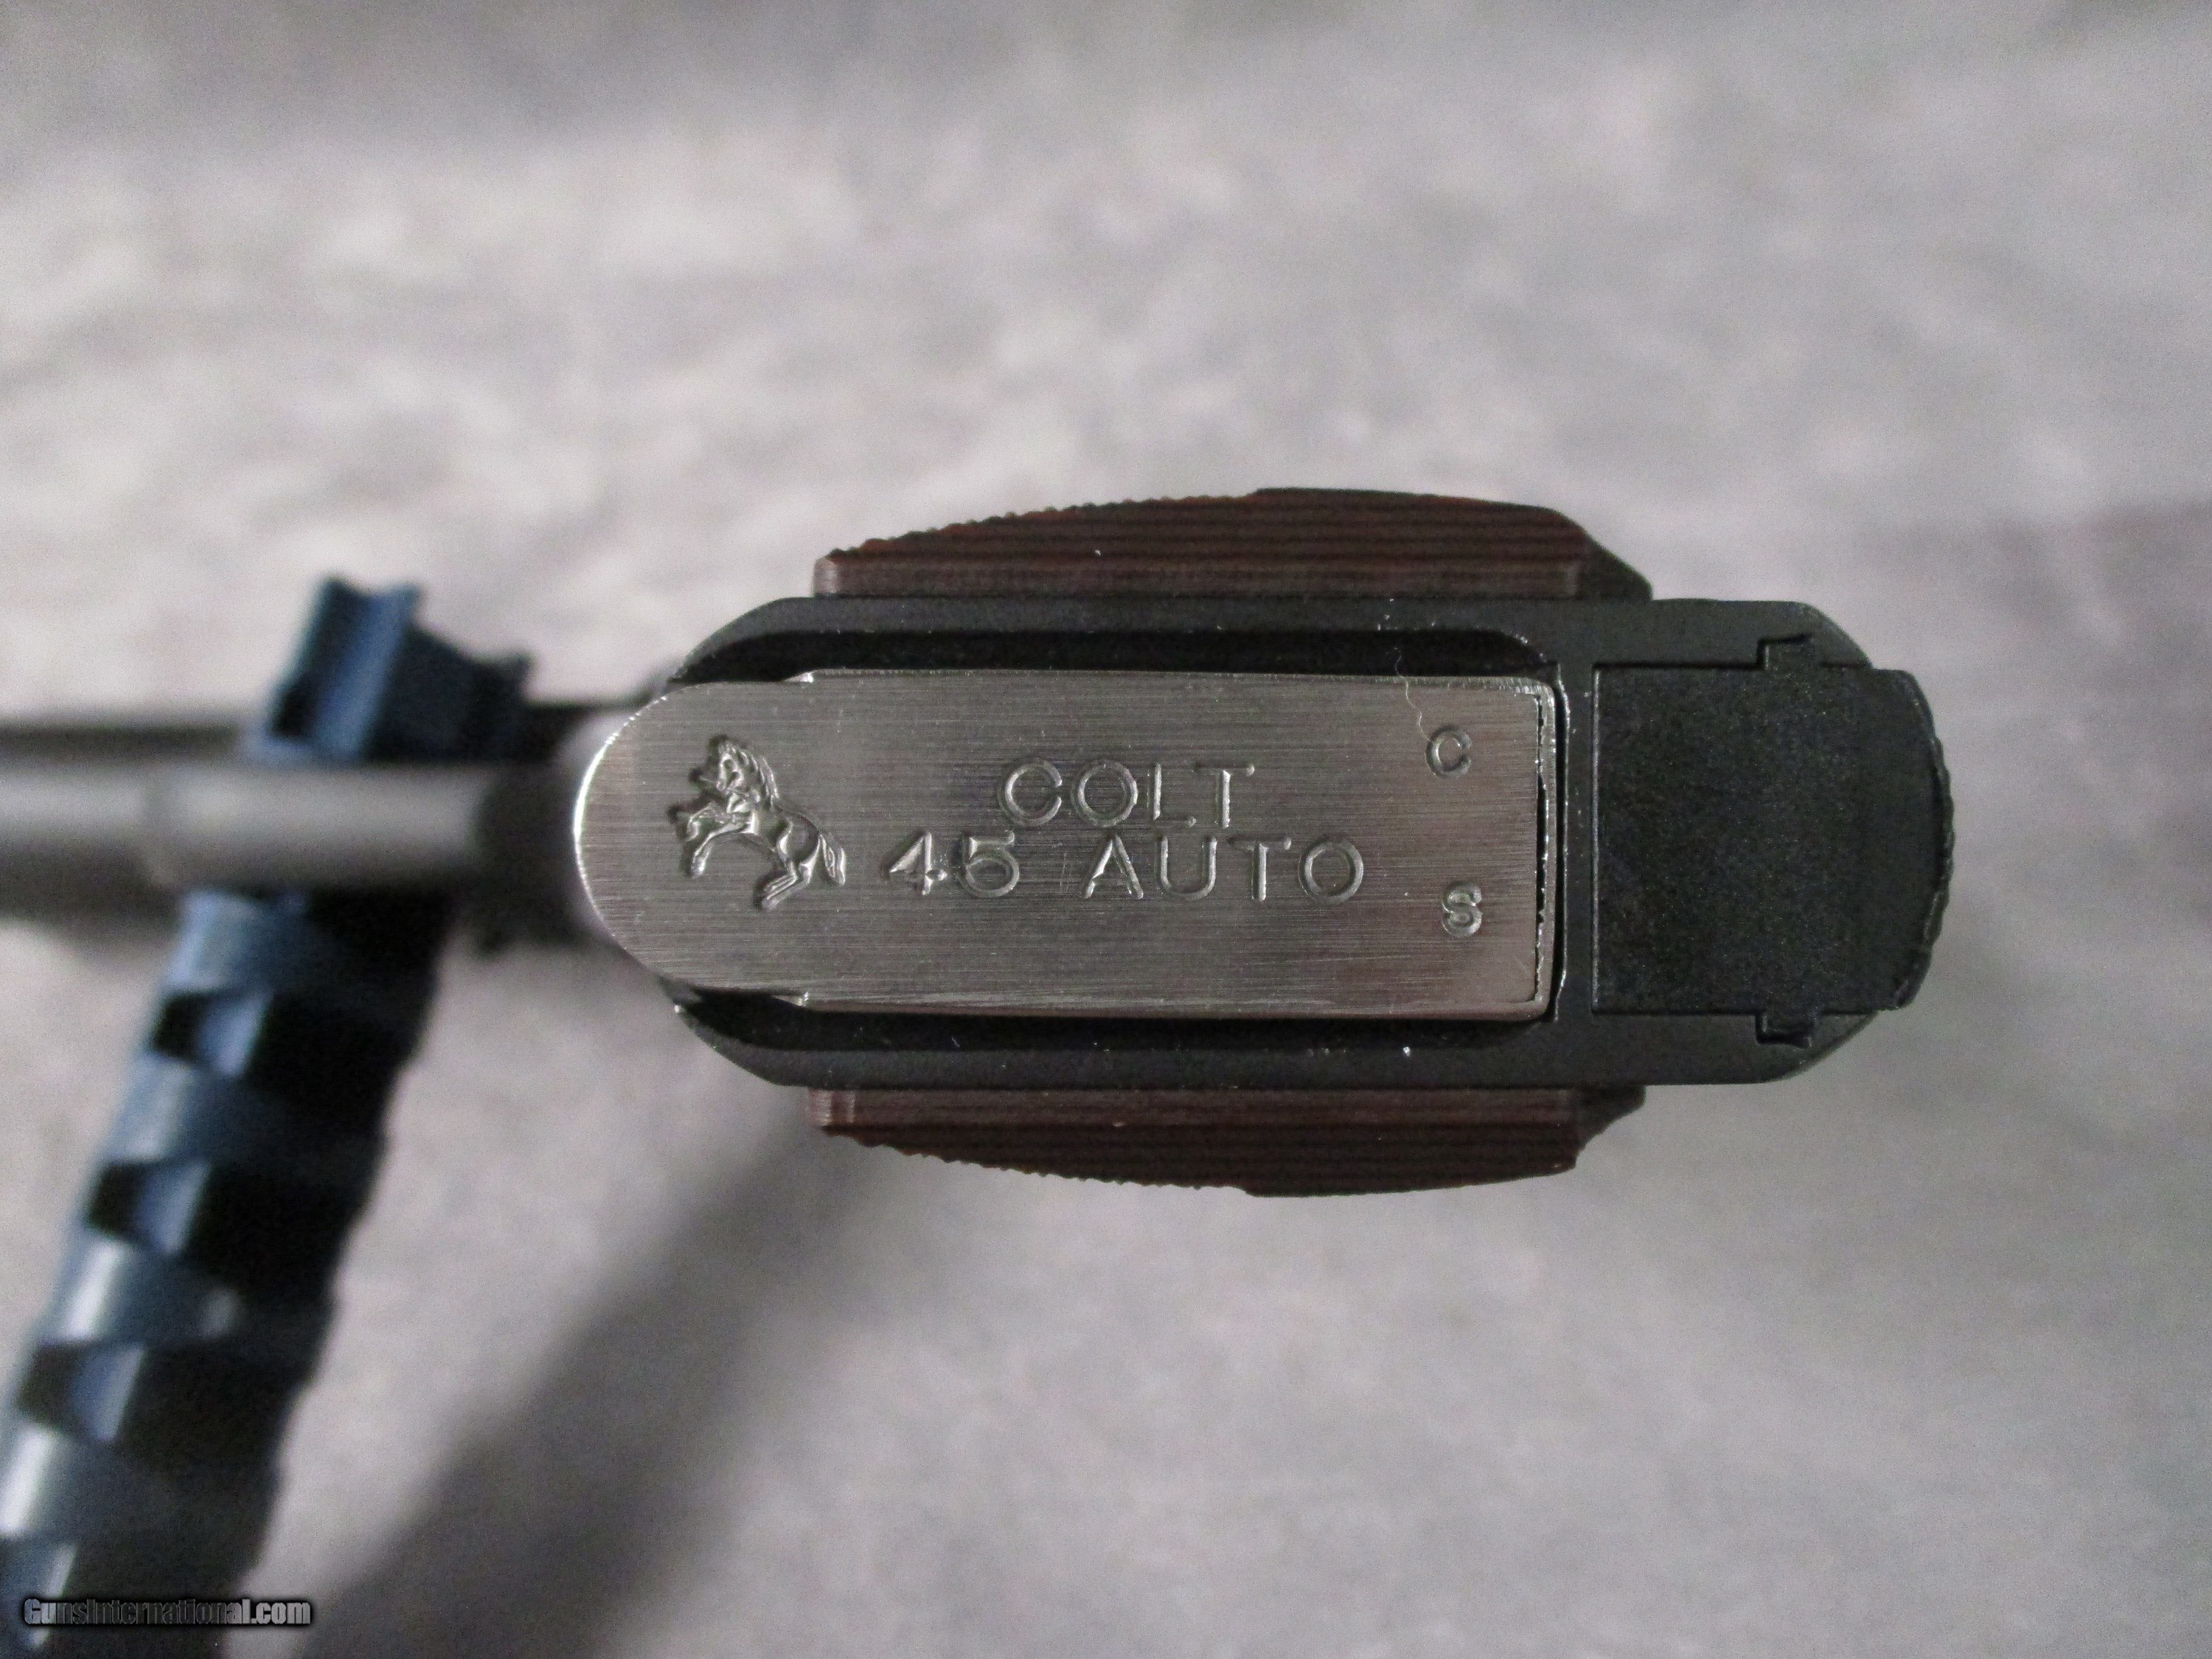 COLT
45 AUTO
C
S
GunsInternational.com